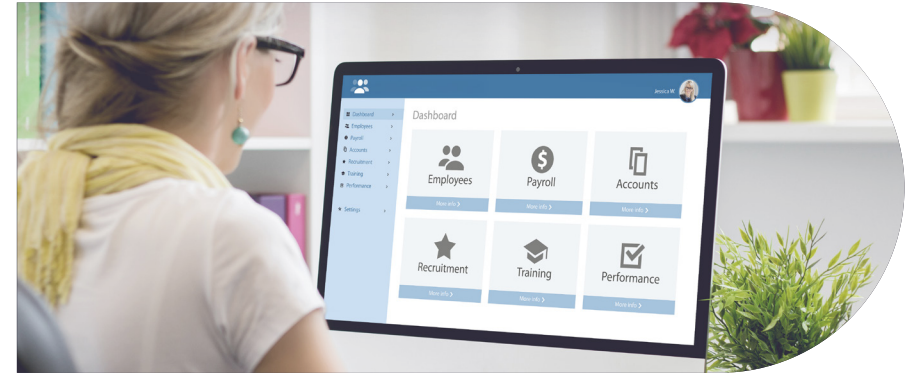 Jessica W
Dashboard
Employees
Payroll
Accounts
Recruitment
Training
Performance
Settings
Dashboard
Employees
More info
Payroll
More info
Accounts
More info
Recruitment
More info
Training
More info
Performance
More info